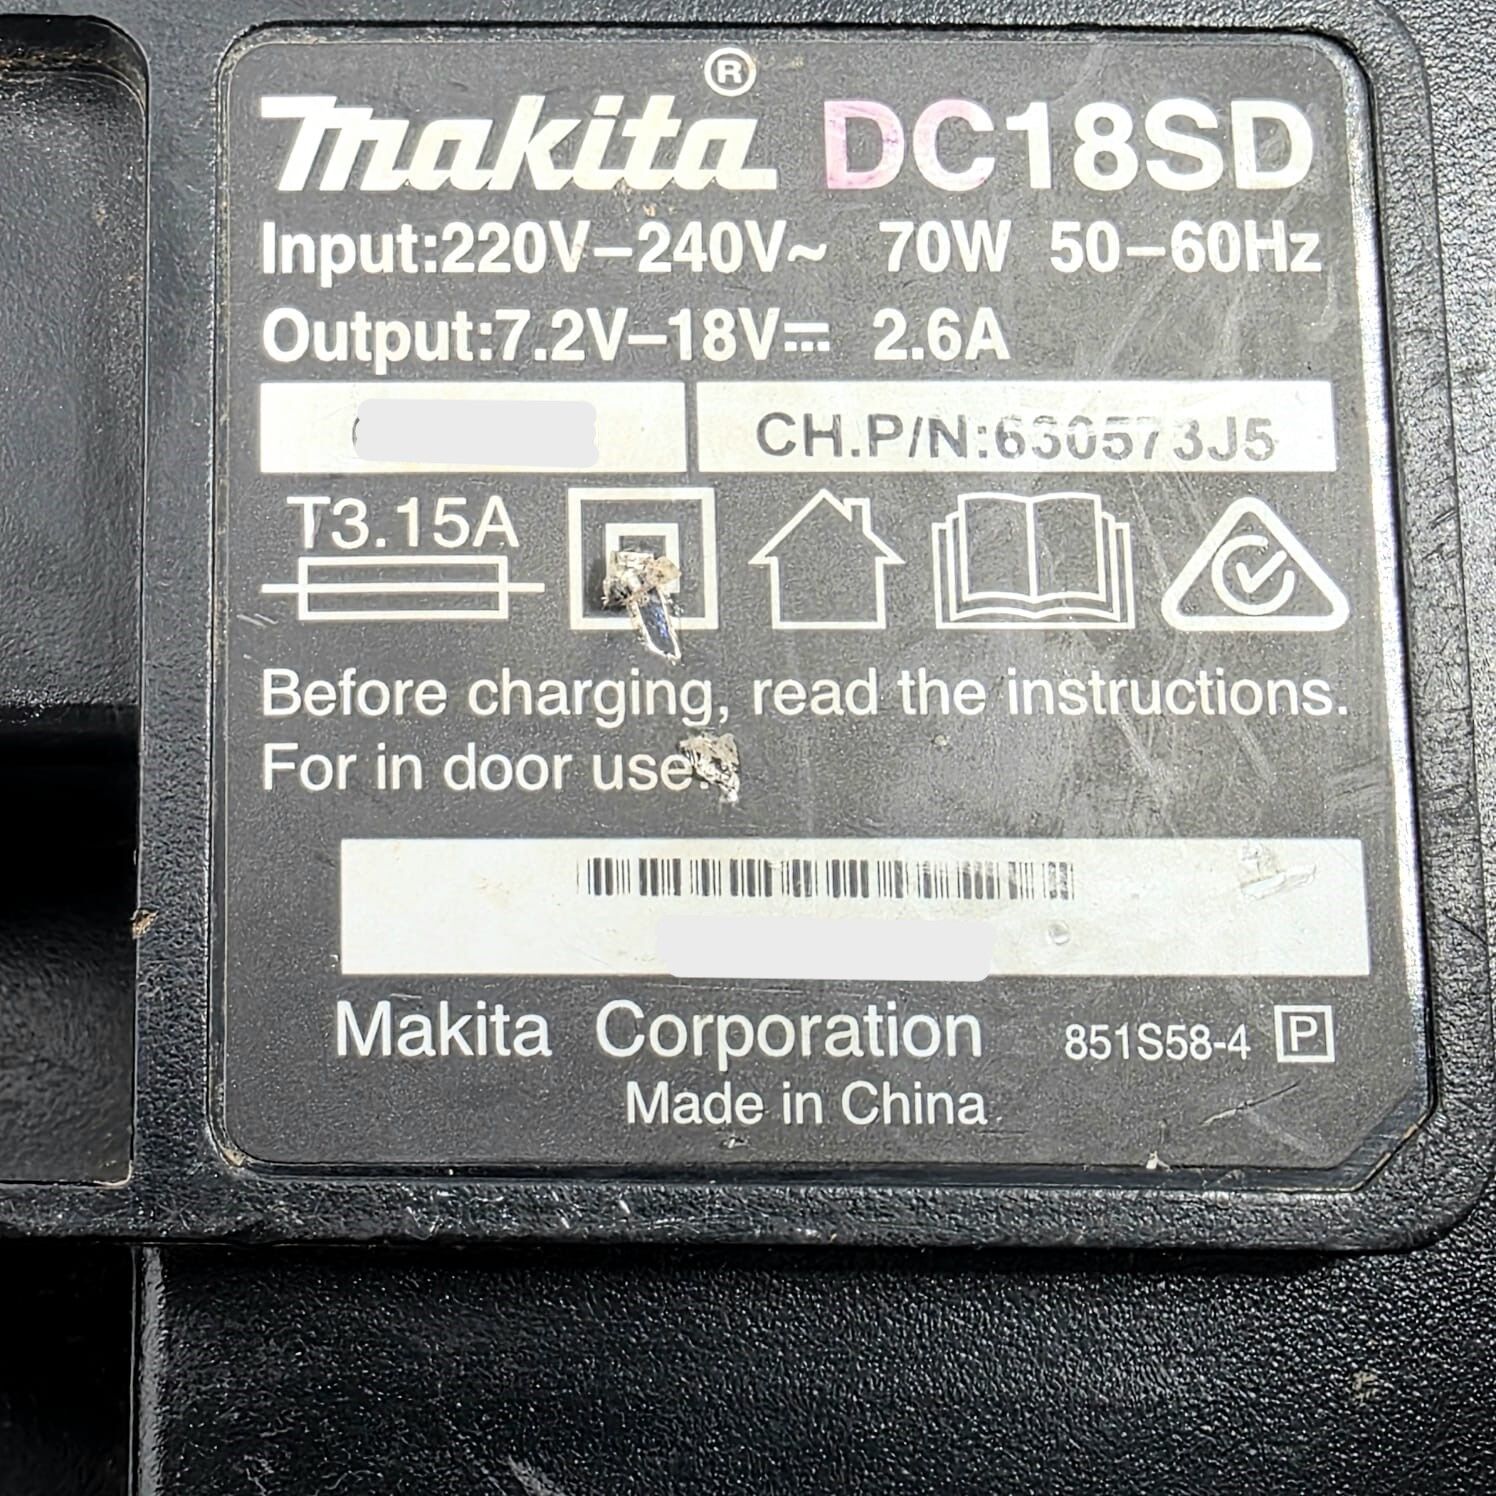 makita® DC18SD
Input:220V–240V~ 70W 50–60Hz
Output:7.2V–18V⎓ 2.6A
CH.P/N:630573J5
T3.15A
Before charging, read the instructions.
For in door use.
Makita Corporation 851S58-4 P
Made in China